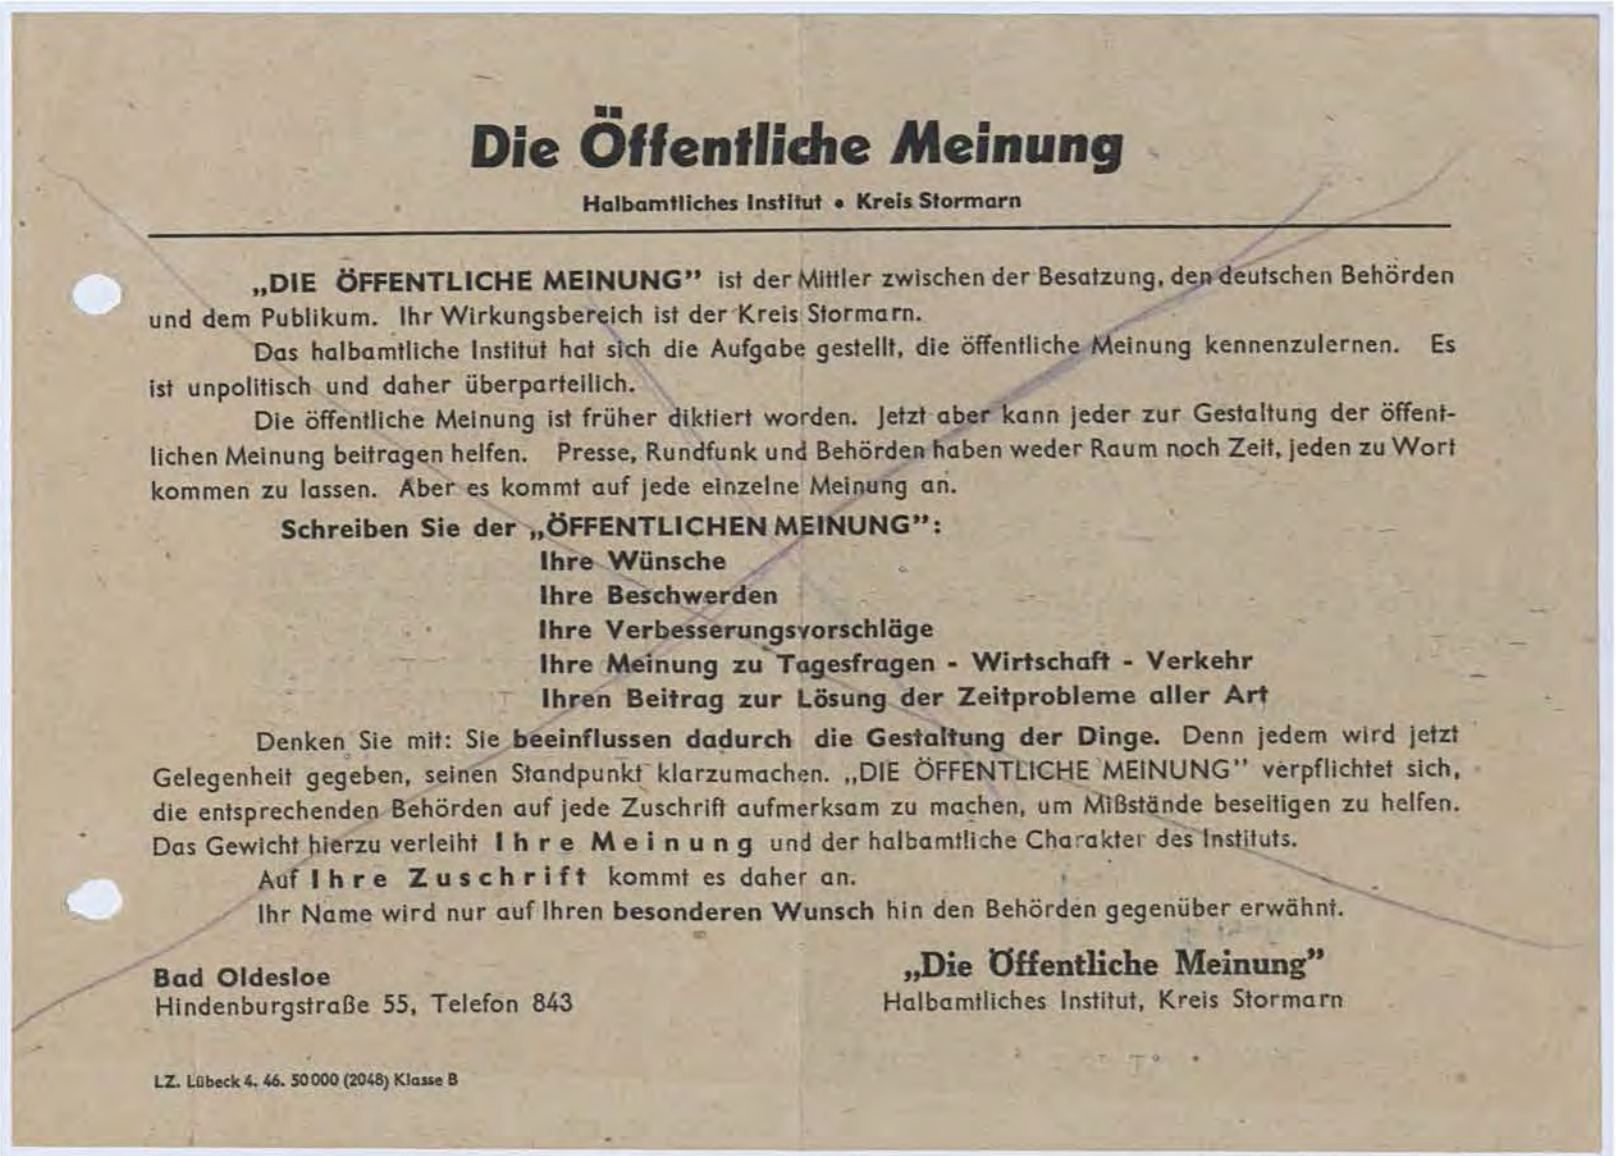 Die Öffentliche Meinung
Halbamtliches Institut • Kreis Stormarn
„DIE ÖFFENTLICHE MEINUNG” ist der Mittler zwischen der Besatzung, den deutschen Behörden
und dem Publikum. Ihr Wirkungsbereich ist der Kreis Stormarn.
Das halbamtliche Institut hat sich die Aufgabe gestellt, die öffentliche Meinung kennenzulernen. Es
ist unpolitisch und daher überparteilich.
Die öffentliche Meinung ist früher diktiert worden. Jetzt aber kann jeder zur Gestaltung der öffent-
lichen Meinung beitragen helfen. Presse, Rundfunk und Behörden haben weder Raum noch Zeit, jeden zu Wort
kommen zu lassen. Aber es kommt auf jede einzelne Meinung an.
Schreiben Sie der „ÖFFENTLICHEN MEINUNG”:
Ihre Wünsche
Ihre Beschwerden
Ihre Verbesserungsvorschläge
Ihre Meinung zu Tagesfragen - Wirtschaft - Verkehr
Ihren Beitrag zur Lösung der Zeitprobleme aller Art
Denken Sie mit: Sie beeinflussen dadurch die Gestaltung der Dinge. Denn jedem wird jetzt
Gelegenheit gegeben, seinen Standpunkt klarzumachen. „DIE ÖFFENTLICHE MEINUNG” verpflichtet sich,
die entsprechenden Behörden auf jede Zuschrift aufmerksam zu machen, um Mißstände beseitigen zu helfen.
Das Gewicht hierzu verleiht Ihre Meinung und der halbamtliche Charakter des Instituts.
Auf Ihre Zuschrift kommt es daher an.
Ihr Name wird nur auf Ihren besonderen Wunsch hin den Behörden gegenüber erwähnt.
Bad Oldesloe
Hindenburgstraße 55, Telefon 843
„Die Öffentliche Meinung”
Halbamtliches Institut, Kreis Stormarn
LZ. Lübeck 4. 46. 50000 (2048) Klasse B